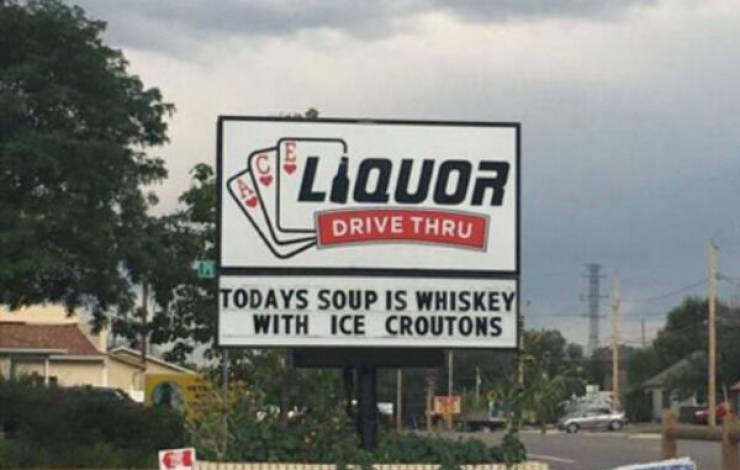 ACE LIQUOR
DRIVE THRU
TODAYS SOUP IS WHISKEY
WITH ICE CROUTONS